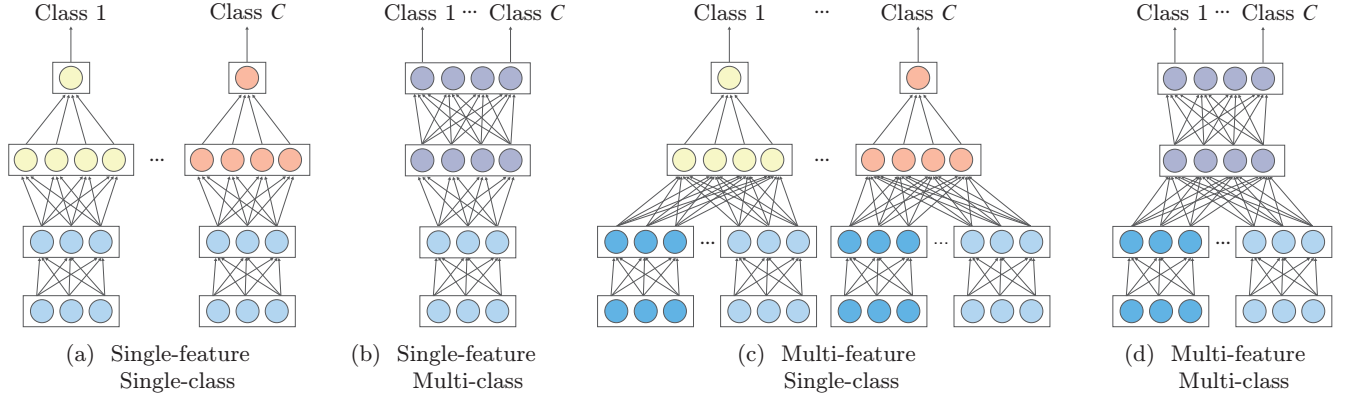 Class 1 Class C
Class 1 ... Class C
Class 1 ... Class C
Class 1 ... Class C
...
...
...
...
...
(a) Single-feature
Single-class
(b) Single-feature
Multi-class
(c) Multi-feature
Single-class
(d) Multi-feature
Multi-class